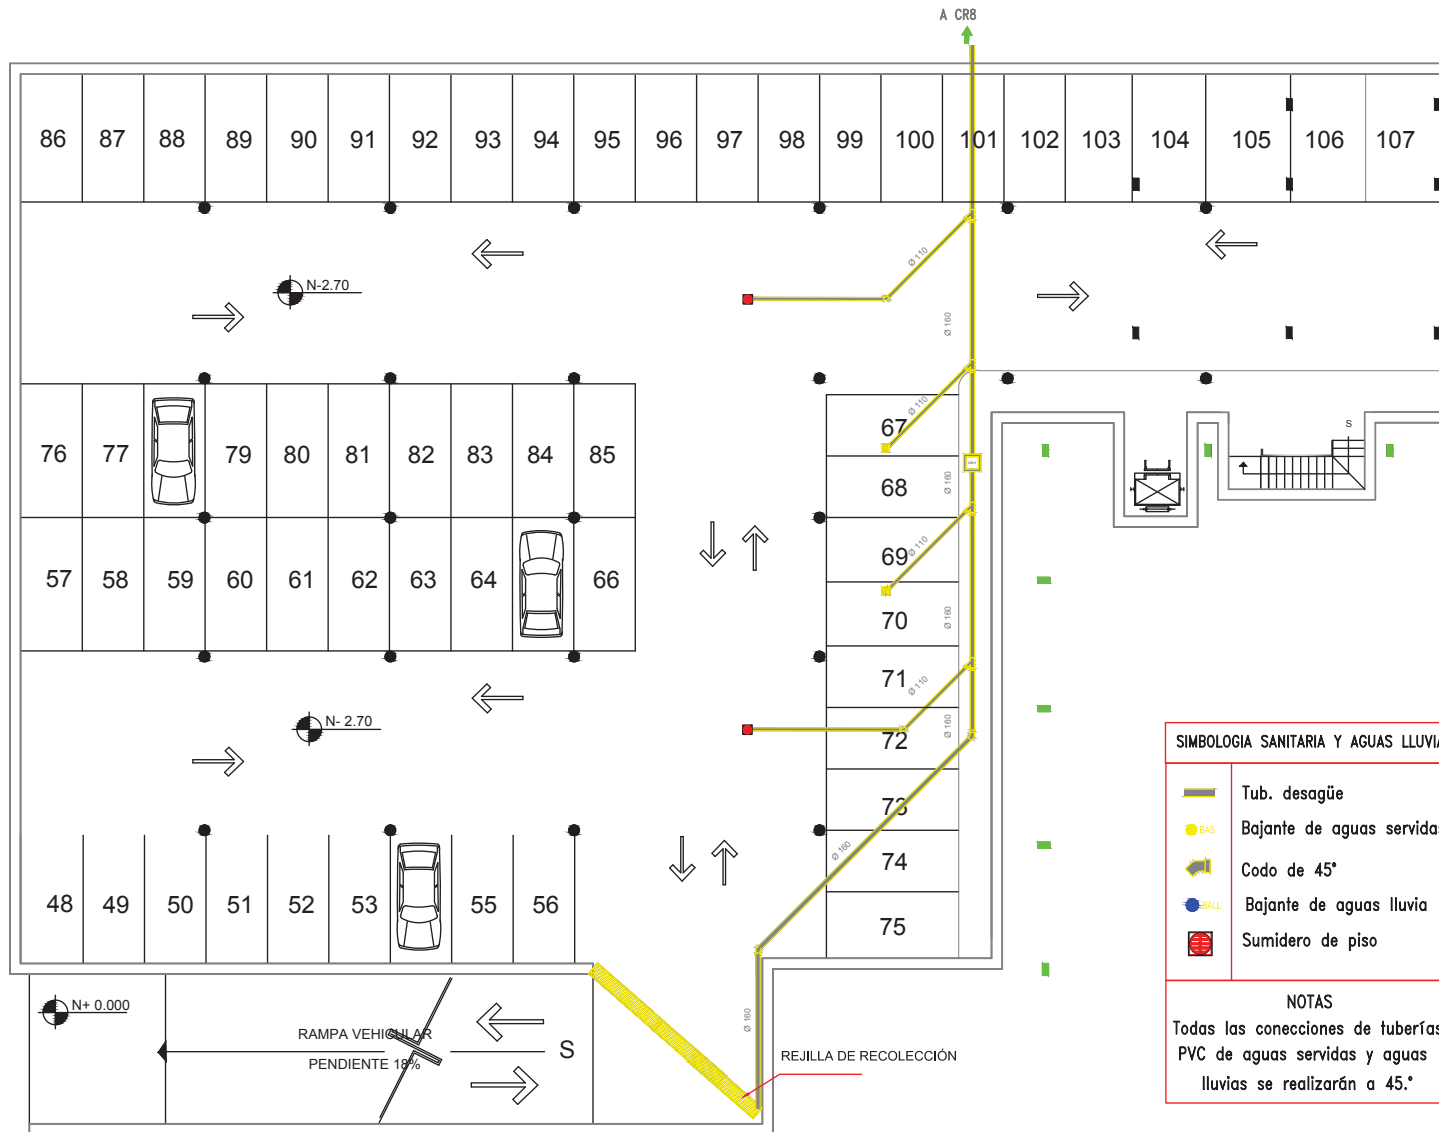 A CR8
86 87 88 89 90 91 92 93 94 95 96 97 98 99 100 101 102 103 104 105 106 107
Ø 110
N-2.70
Ø 160
Ø 110
67
S
76 77 79 80 81 82 83 84 85
68
Ø 160
69
Ø 110
57 58 59 60 61 62 63 64 66
70
Ø 160
71
Ø 110
N- 2.70
72
Ø 160
73
Ø 160
74
48 49 50 51 52 53 55 56
75
N+ 0.000
RAMPA VEHICULAR
PENDIENTE 18%
S
Ø 160
REJILLA DE RECOLECCIÓN
SIMBOLOGIA SANITARIA Y AGUAS LLUVIA
Tub. desagüe
BAS
Bajante de aguas servidas
Codo de 45°
BALL
Bajante de aguas lluvia
Sumidero de piso
NOTAS
Todas las conecciones de tuberías
PVC de aguas servidas y aguas
lluvias se realizarán a 45.°